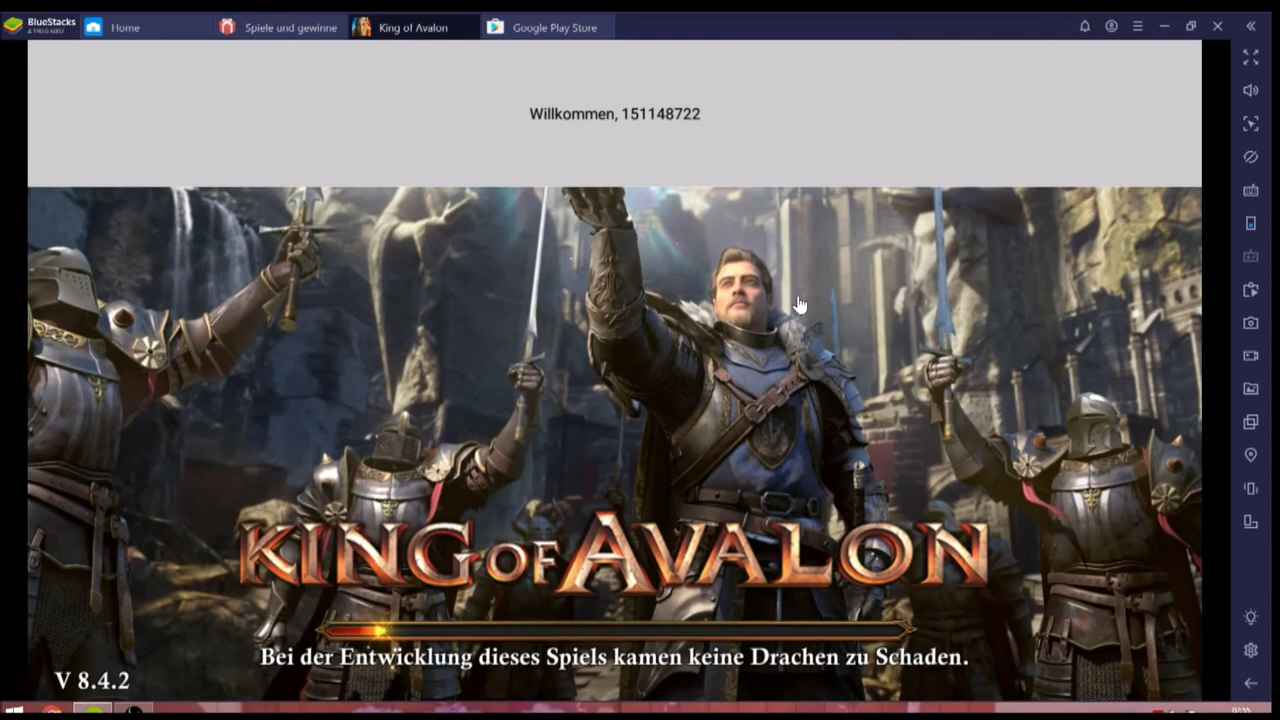 BlueStacks
Home
Spiele und gewinne
King of Avalon
Google Play Store
Willkommen, 151148722
KING OF AVALON
Bei der Entwicklung dieses Spiels kamen keine Drachen zu Schaden.
V 8.4.2